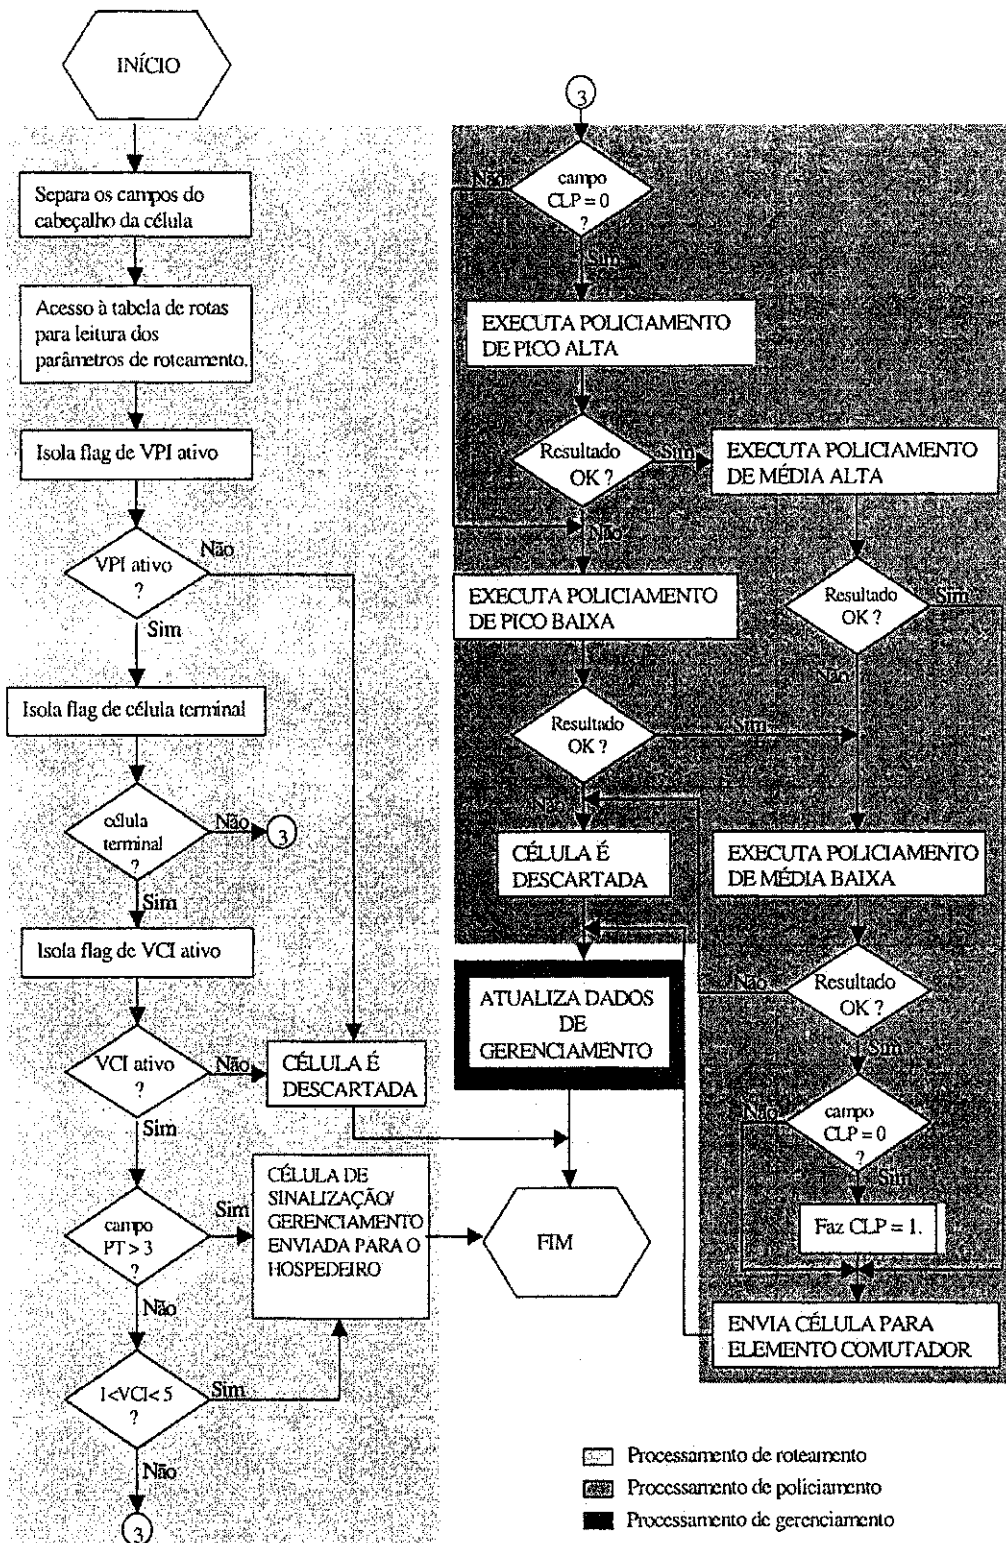 INÍCIO
Separa os campos do
cabeçalho da célula
Acesso à tabela de rotas
para leitura dos
parâmetros de roteamento.
Isola flag de VPI ativo
VPI ativo
?
Não
Sim
Isola flag de célula terminal
célula
terminal
?
Não
3
Sim
Isola flag de VCI ativo
VCI ativo
?
Não
CÉLULA É
DESCARTADA
Sim
campo
PT > 3
?
Sim
CÉLULA DE
SINALIZAÇÃO/
GERENCIAMENTO
ENVIADA PARA O
HOSPEDEIRO
Não
I<VCI< 5
?
Sim
Não
3
3
campo
CLP = 0
?
Não
Sim
EXECUTA POLICIAMENTO
DE PICO ALTA
Resultado
OK ?
Sim
EXECUTA POLICIAMENTO
DE MÉDIA ALTA
Não
EXECUTA POLICIAMENTO
DE PICO BAIXA
Resultado
OK ?
Sim
Não
Resultado
OK ?
Sim
Não
CÉLULA É
DESCARTADA
EXECUTA POLICIAMENTO
DE MÉDIA BAIXA
ATUALIZA DADOS
DE
GERENCIAMENTO
Resultado
OK ?
Não
Sim
campo
CLP = 0
?
Não
Sim
Faz CLP = 1.
FIM
ENVIA CÉLULA PARA
ELEMENTO COMUTADOR
Processamento de roteamento
Processamento de políciamento
Processamento de gerenciamento